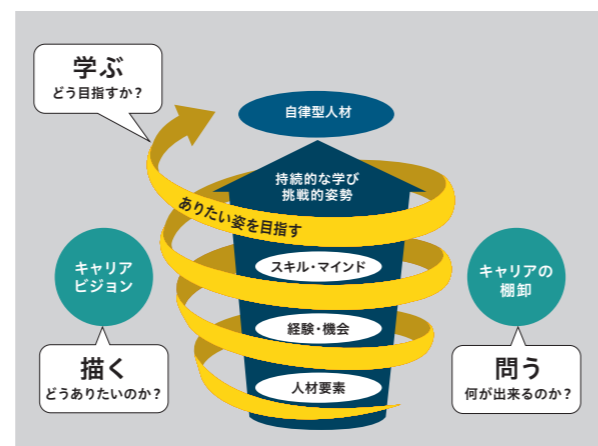 学ぶ
どう目指すか？
自律型人材
持続的な学び
挑戦的姿勢
ありたい姿を目指す
スキル・マインド
キャリア
ビジョン
キャリアの
棚卸
経験・機会
描く
どうありたいのか？
問う
何が出来るのか？
人材要素